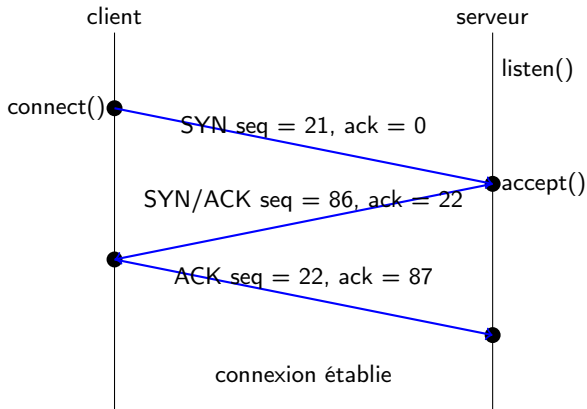 client
serveur
listen()
connect()
SYN seq = 21, ack = 0
accept()
SYN/ACK seq = 86, ack = 22
ACK seq = 22, ack = 87
connexion établie